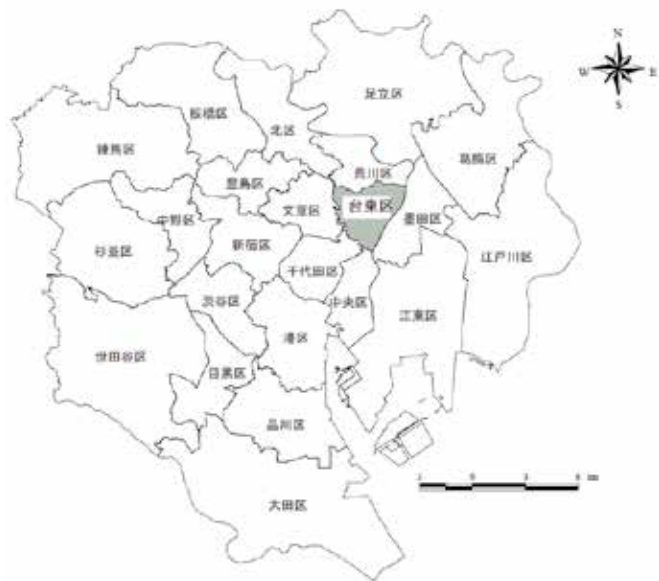 N
W
E
S
足立区
板橋区
北区
練馬区
葛飾区
荒川区
豊島区
文京区
台東区
中野区
墨田区
杉並区
新宿区
江戸川区
千代田区
渋谷区
中央区
江東区
港区
世田谷区
目黒区
品川区
大田区